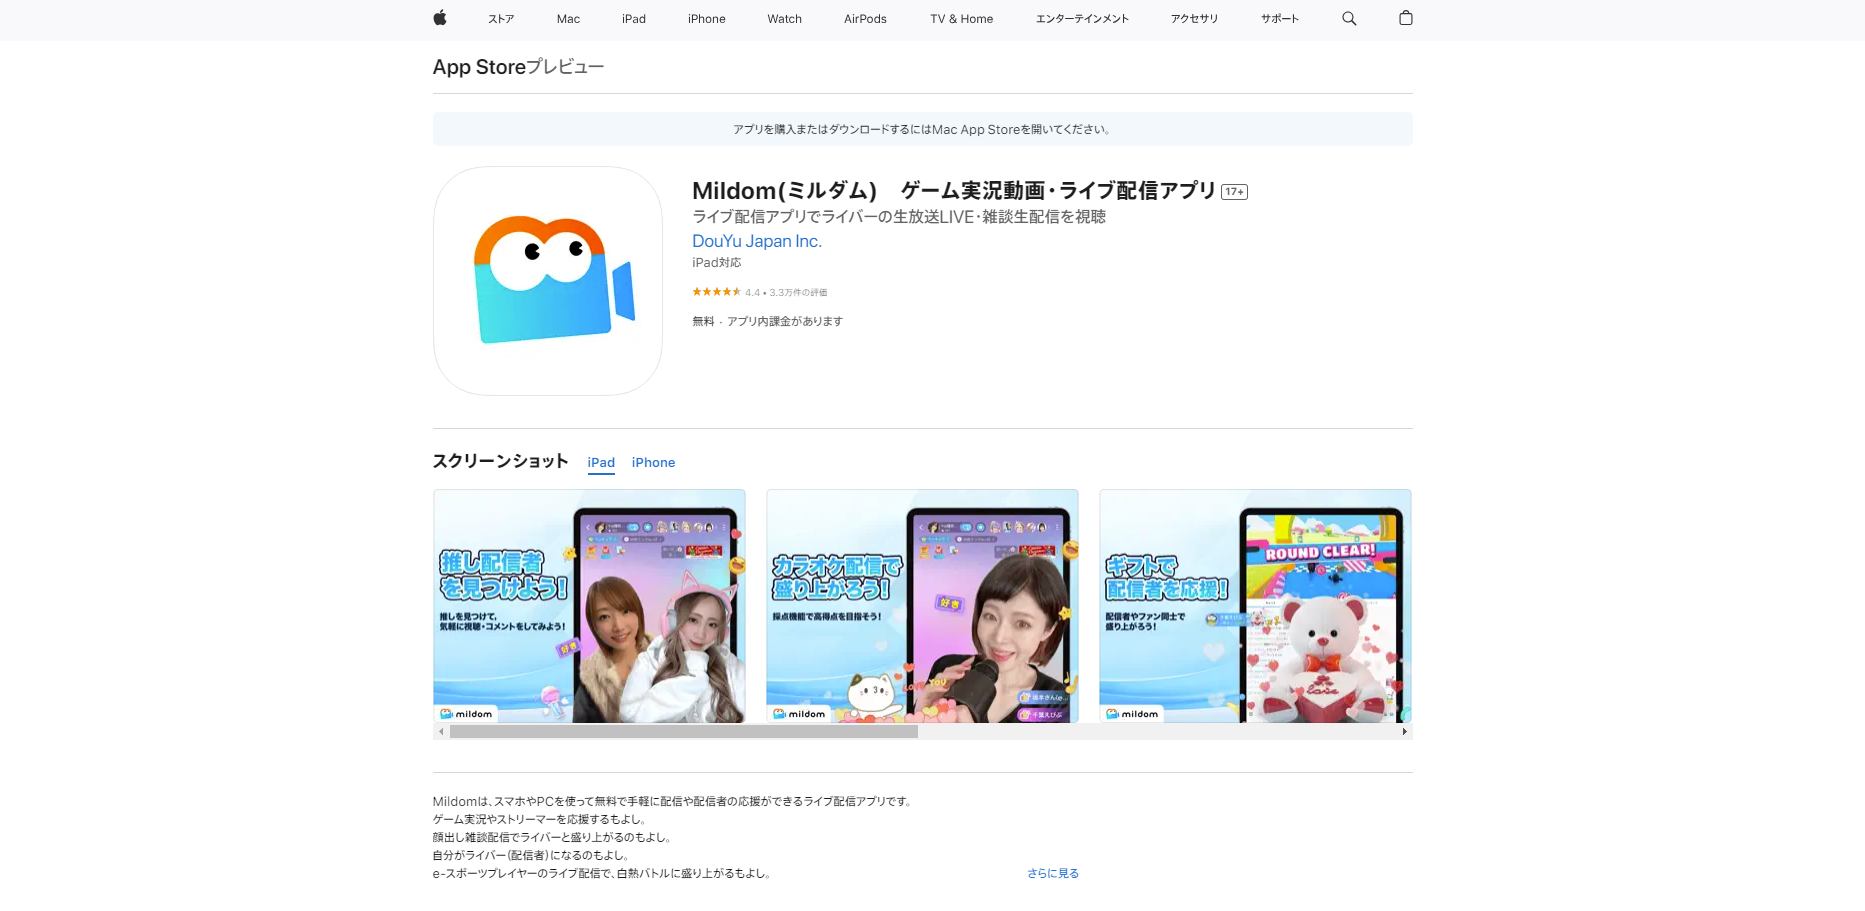 ストア Mac iPad iPhone Watch AirPods TV & Home エンターテインメント アクセサリ サポート
App Storeプレビュー
アプリを購入またはダウンロードするにはMac App Storeを開いてください。
Mildom(ミルダム)　ゲーム実況動画・ライブ配信アプリ 17+
ライブ配信アプリでライバーの生放送LIVE・雑談生配信を視聴
DouYu Japan Inc.
iPad対応
4.4 • 3.3万件の評価
無料 · アプリ内課金があります
スクリーンショット iPad iPhone
推し配信者
を見つけよう!
推しを見つけて、
気軽に視聴・コメントをしてみよう!
好き
mildom
カラオケ配信で
盛り上がろう!
採点機能で高得点を目指そう!
好き
LOVE YOU
千葉えびぷ
mildom
ギフトで
配信者を応援!
配信者やファン同士で
盛り上がろう!
ROUND CLEAR!
love
mildom
Mildomは、スマホやPCを使って無料で手軽に配信や配信者の応援ができるライブ配信アプリです。
ゲーム実況やストリーマーを応援するもよし。
顔出し雑談配信でライバーと盛り上がるのもよし。
自分がライバー(配信者)になるのもよし。
e-スポーツプレイヤーのライブ配信で、白熱バトルに盛り上がるもよし。 さらに見る